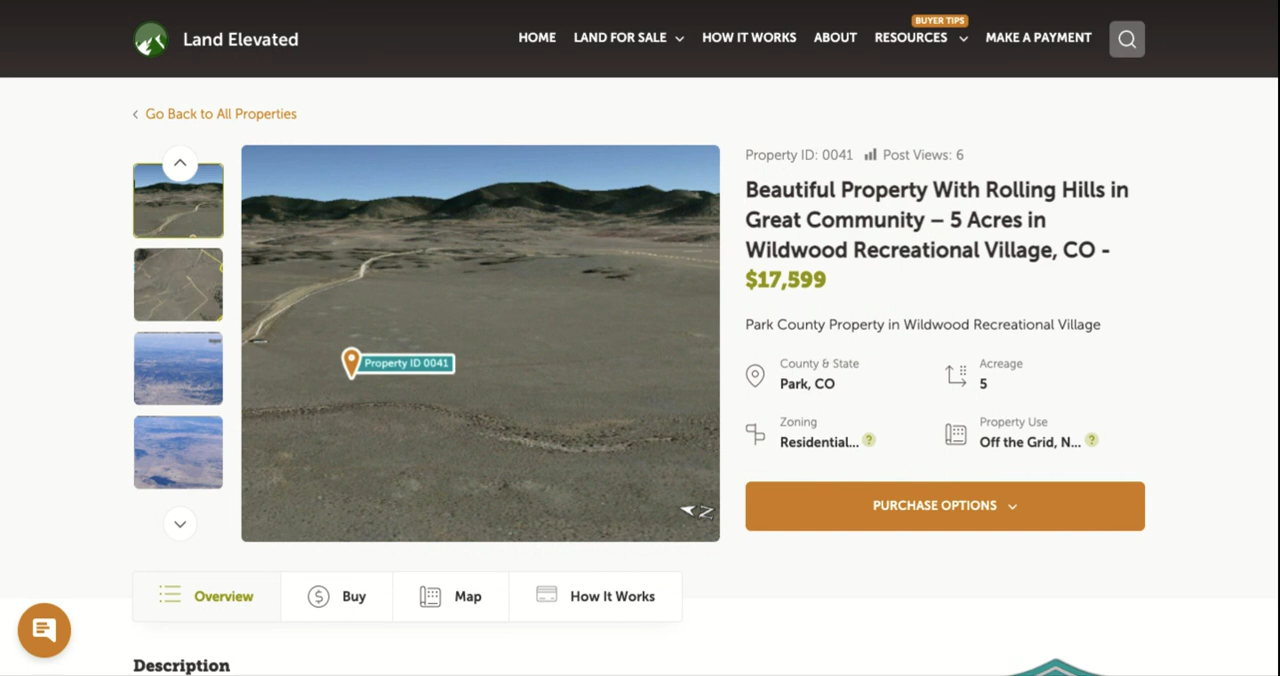 Land Elevated
HOME LAND FOR SALE HOW IT WORKS ABOUT RESOURCES MAKE A PAYMENT
BUYER TIPS
Go Back to All Properties
Property ID 0041
Z
Property ID: 0041 Post Views: 6
Beautiful Property With Rolling Hills in
Great Community – 5 Acres in
Wildwood Recreational Village, CO -
$17,599
Park County Property in Wildwood Recreational Village
County & State
Park, CO
Acreage
5
Zoning
Residential... ?
Property Use
Off the Grid, N... ?
PURCHASE OPTIONS
Overview
$ Buy
Map
How It Works
Description